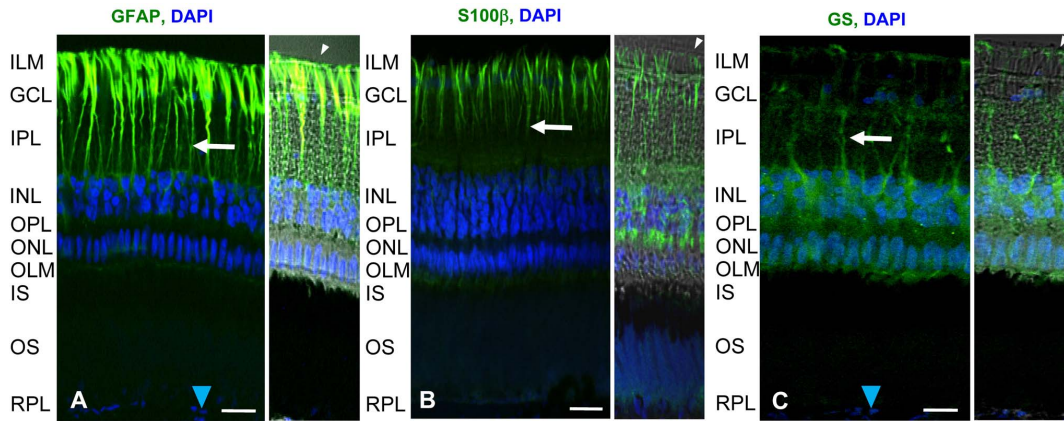 GFAP, DAPI
S100β, DAPI
GS, DAPI
ILM
GCL
IPL
INL
OPL
ONL
OLM
IS
OS
RPL
A
ILM
GCL
IPL
INL
OPL
ONL
OLM
IS
OS
RPL
B
ILM
GCL
IPL
INL
OPL
ONL
OLM
IS
OS
RPL
C